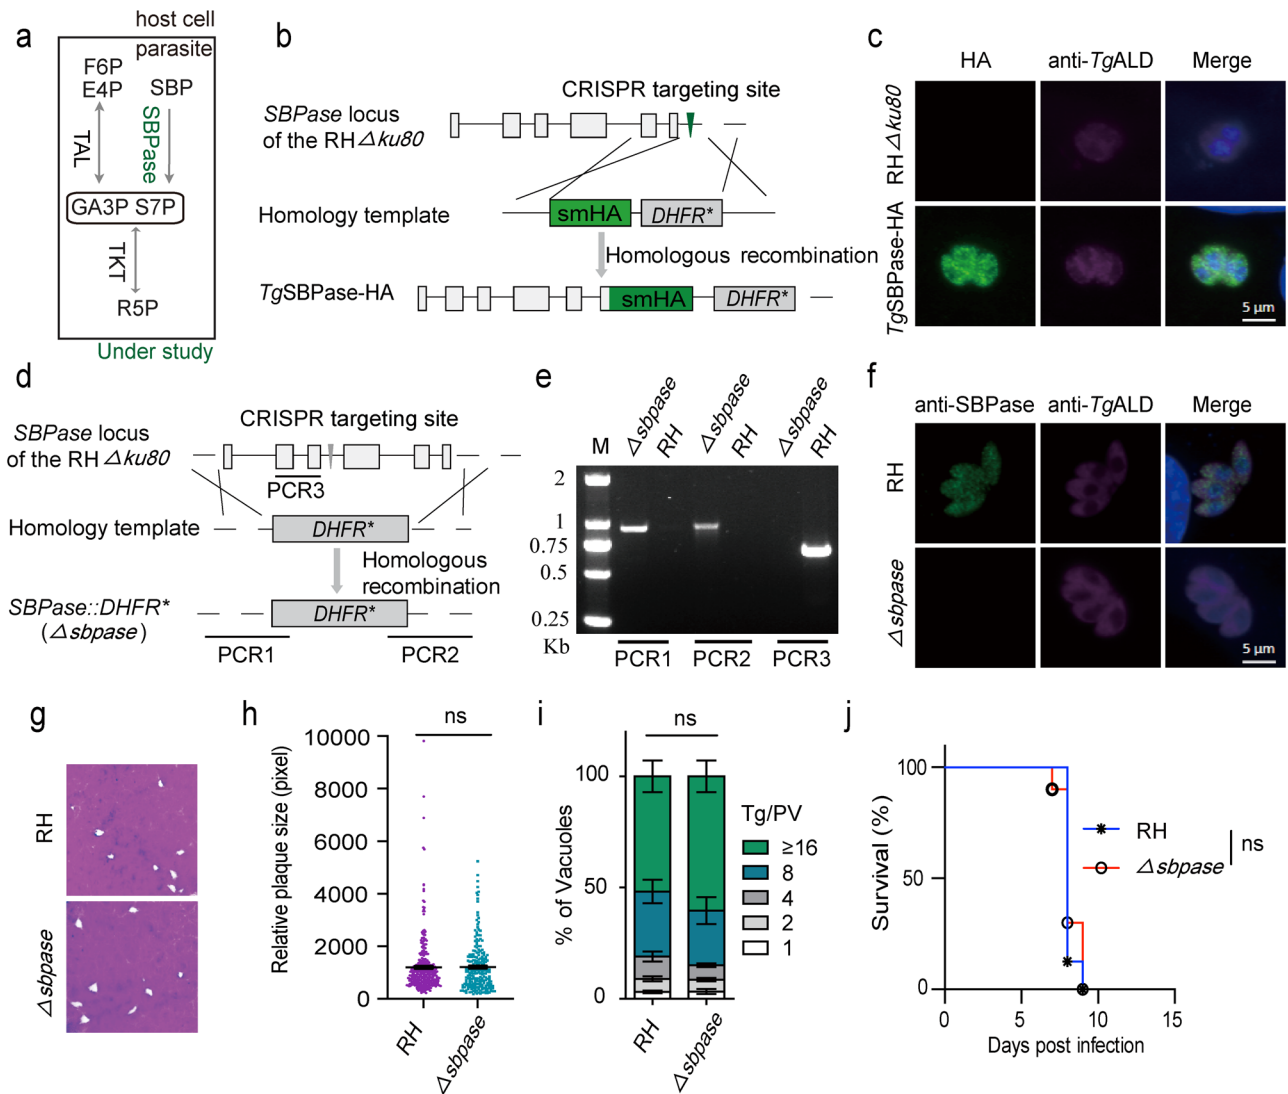 a
host cell
parasite
F6P
E4P
SBP
TAL
SBPase
GA3P S7P
TKT
R5P
Under study
b
CRISPR targeting site
SBPase locus
of the RH△ku80
Homology template
smHA
DHFR*
Homologous recombination
TgSBPase-HA
smHA
DHFR*
c
HA
anti-TgALD
Merge
RH△ku80
TgSBPase-HA
5 μm
d
CRISPR targeting site
SBPase locus
of the RH△ku80
PCR3
Homology template
DHFR*
Homologous
recombination
SBPase::DHFR*
(△sbpase)
DHFR*
PCR1
PCR2
e
M
△sbpase
RH
△sbpase
RH
△sbpase
RH
2
1
0.75
0.5
0.25
Kb
PCR1
PCR2
PCR3
f
anti-SBPase
anti-TgALD
Merge
RH
△sbpase
5 μm
g
RH
△sbpase
h
ns
Relative plaque size (pixel)
10000
8000
6000
4000
2000
0
RH
△sbpase
i
ns
% of Vacuoles
100
50
0
RH
△sbpase
Tg/PV
≥16
8
4
2
1
j
Survival (%)
100
50
0
0
5
10
15
Days post infection
RH
△sbpase
ns